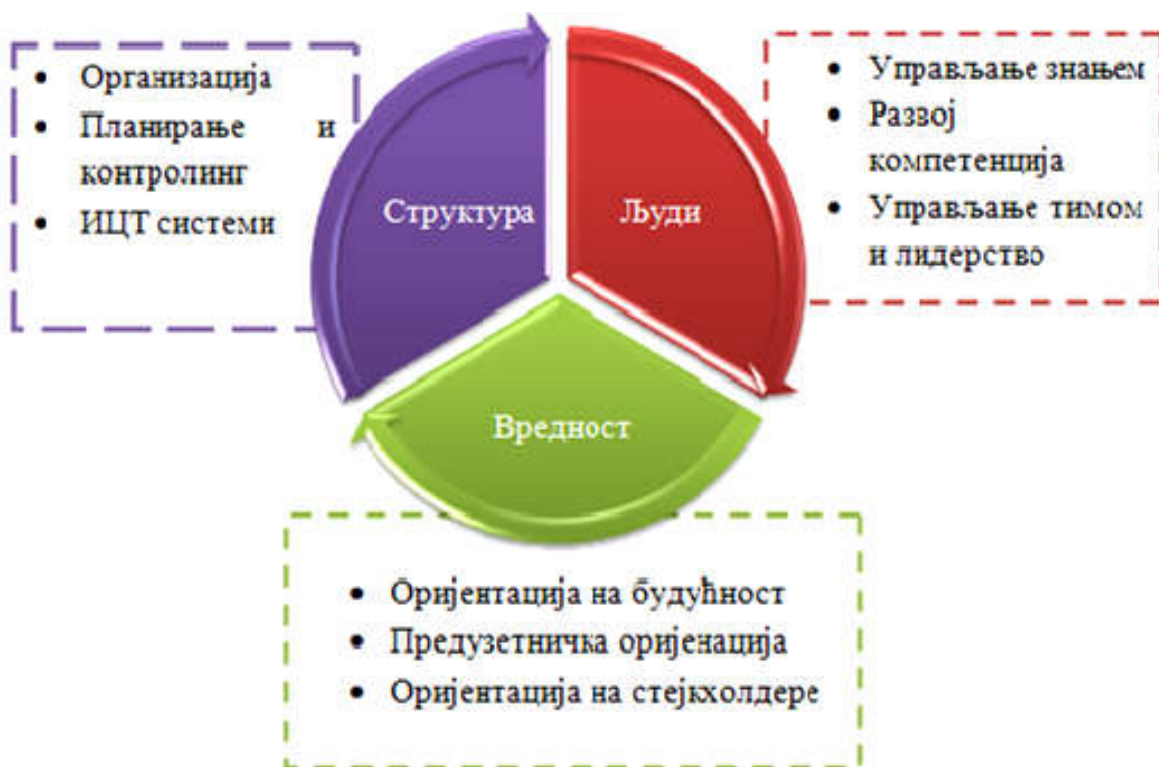 • Организација
• Планирање и
контролинг
• ИЦТ системи
Структура
Људи
• Управљање знањем
• Развој
компетенција
• Управљање тимом
и лидерство
Вредност
• Оријентација на будућност
• Предузетничка оријенација
• Оријентација на стејкхолдере